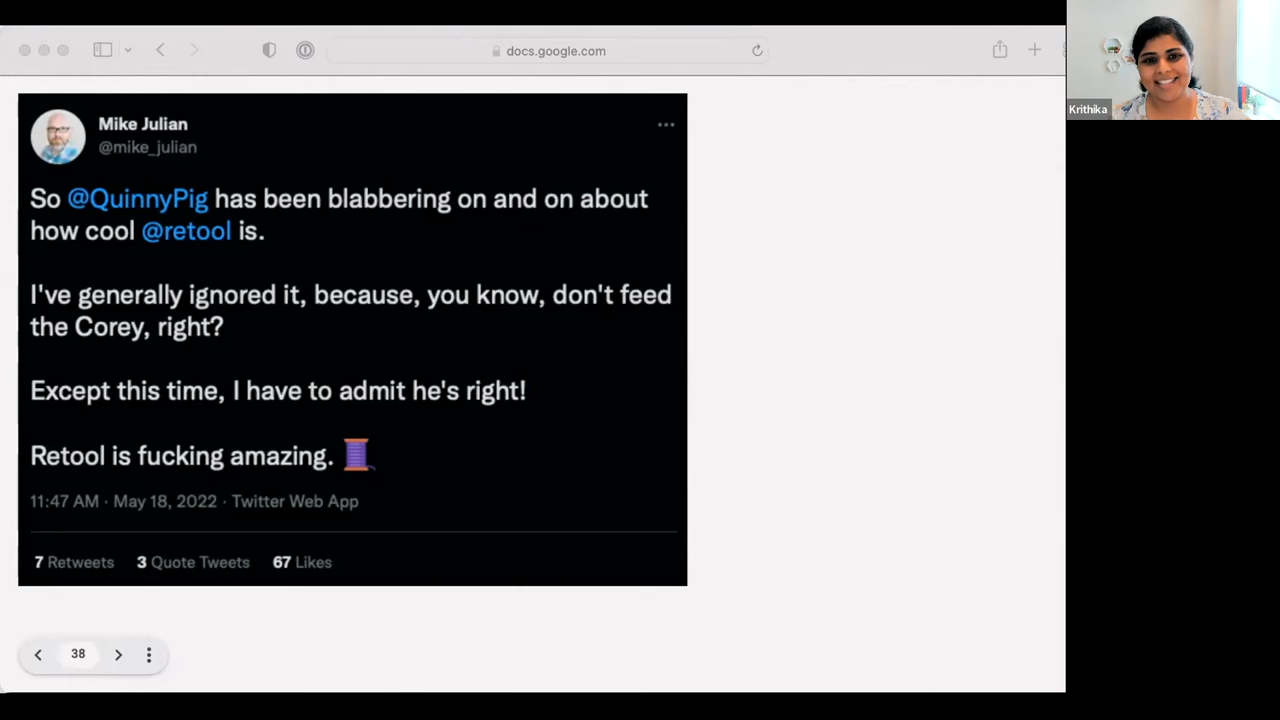 docs.google.com
Krithika
Mike Julian
@mike_julian
So @QuinnyPig has been blabbering on and on about
how cool @retool is.
I've generally ignored it, because, you know, don't feed
the Corey, right?
Except this time, I have to admit he's right!
Retool is fucking amazing. 🧵
11:47 AM · May 18, 2022 · Twitter Web App
7 Retweets 3 Quote Tweets 67 Likes
38